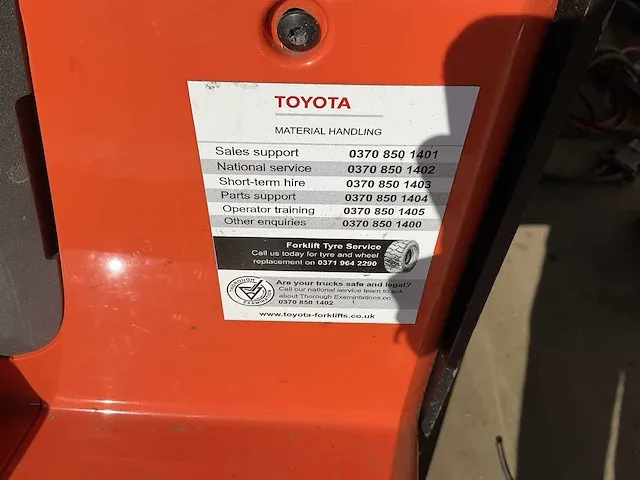 TOYOTA
MATERIAL HANDLING
Sales support 0370 850 1401
National service 0370 850 1402
Short-term hire 0370 850 1403
Parts support 0370 850 1404
Operator training 0370 850 1405
Other enquiries 0370 850 1400
Forklift Tyre Service
Call us today for tyre and wheel
replacement on 0371 964 2290
Are your trucks safe and legal?
Call our national service team to ask
about Thorough Examinations on
0370 850 1402
www.toyota-forklifts.co.uk